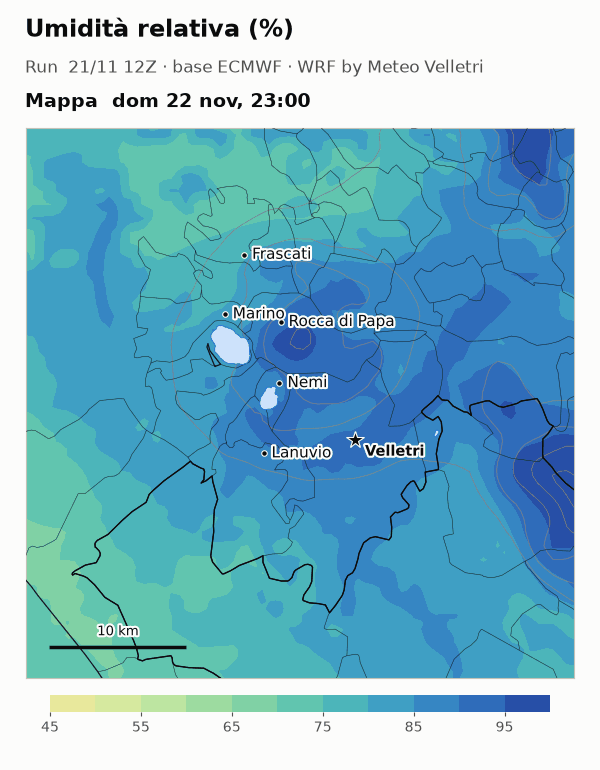 Umidità relativa (%)
Run  21/11 12Z · base ECMWF · WRF by Meteo Velletri
Mappa  dom 22 nov, 23:00
Frascati
Marino
Rocca di Papa
Nemi
Velletri
Lanuvio
10 km
45 55 65 75 85 95